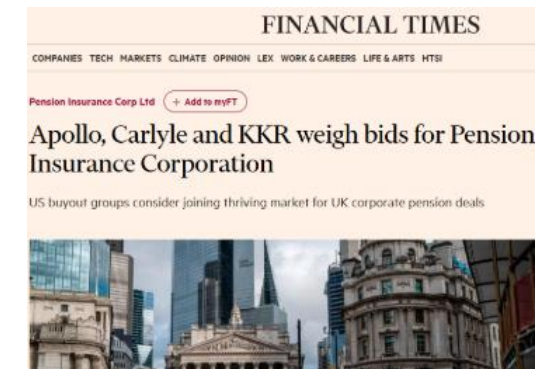 FINANCIAL TIMES
COMPANIES TECH MARKETS CLIMATE OPINION LEX WORK & CAREERS LIFE & ARTS HTSI
Pension Insurance Corp Ltd + Add to myFT
Apollo, Carlyle and KKR weigh bids for Pension
Insurance Corporation
US buyout groups consider joining thriving market for UK corporate pension deals